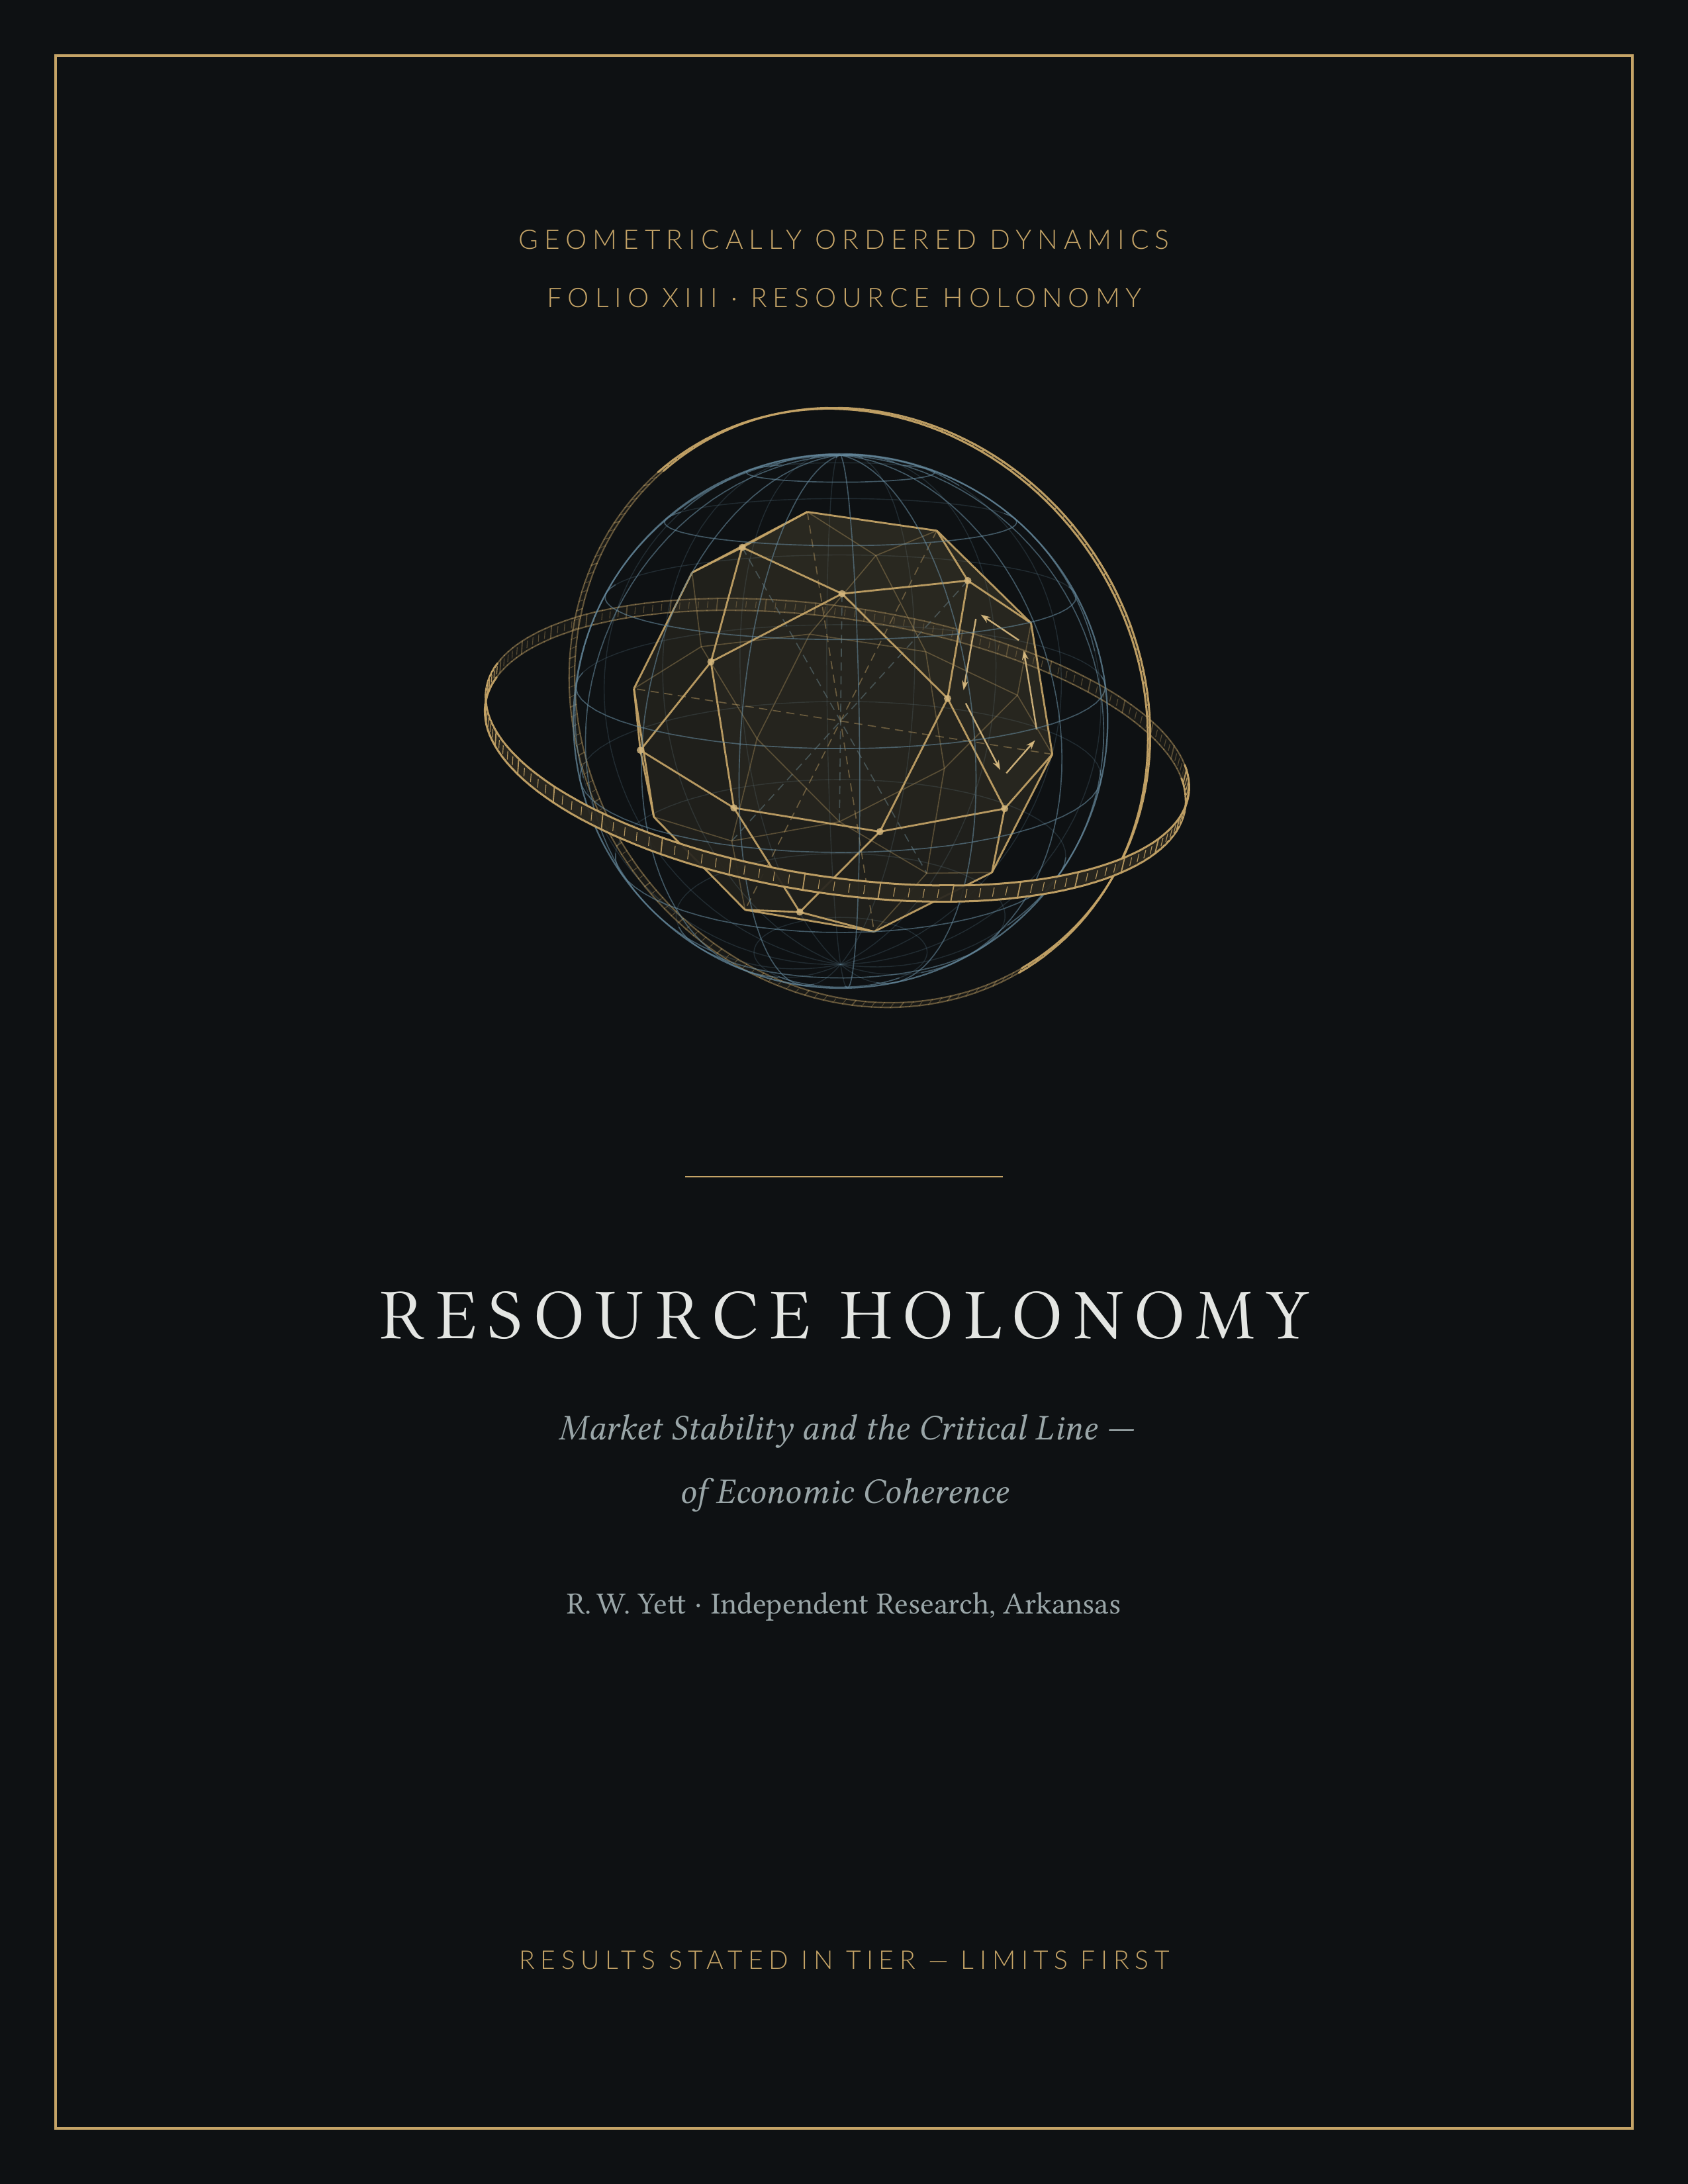 GEOMETRICALLY ORDERED DYNAMICS
FOLIO XIII · RESOURCE HOLONOMY
RESOURCE HOLONOMY
Market Stability and the Critical Line —
of Economic Coherence
R. W. Yett · Independent Research, Arkansas
RESULTS STATED IN TIER — LIMITS FIRST